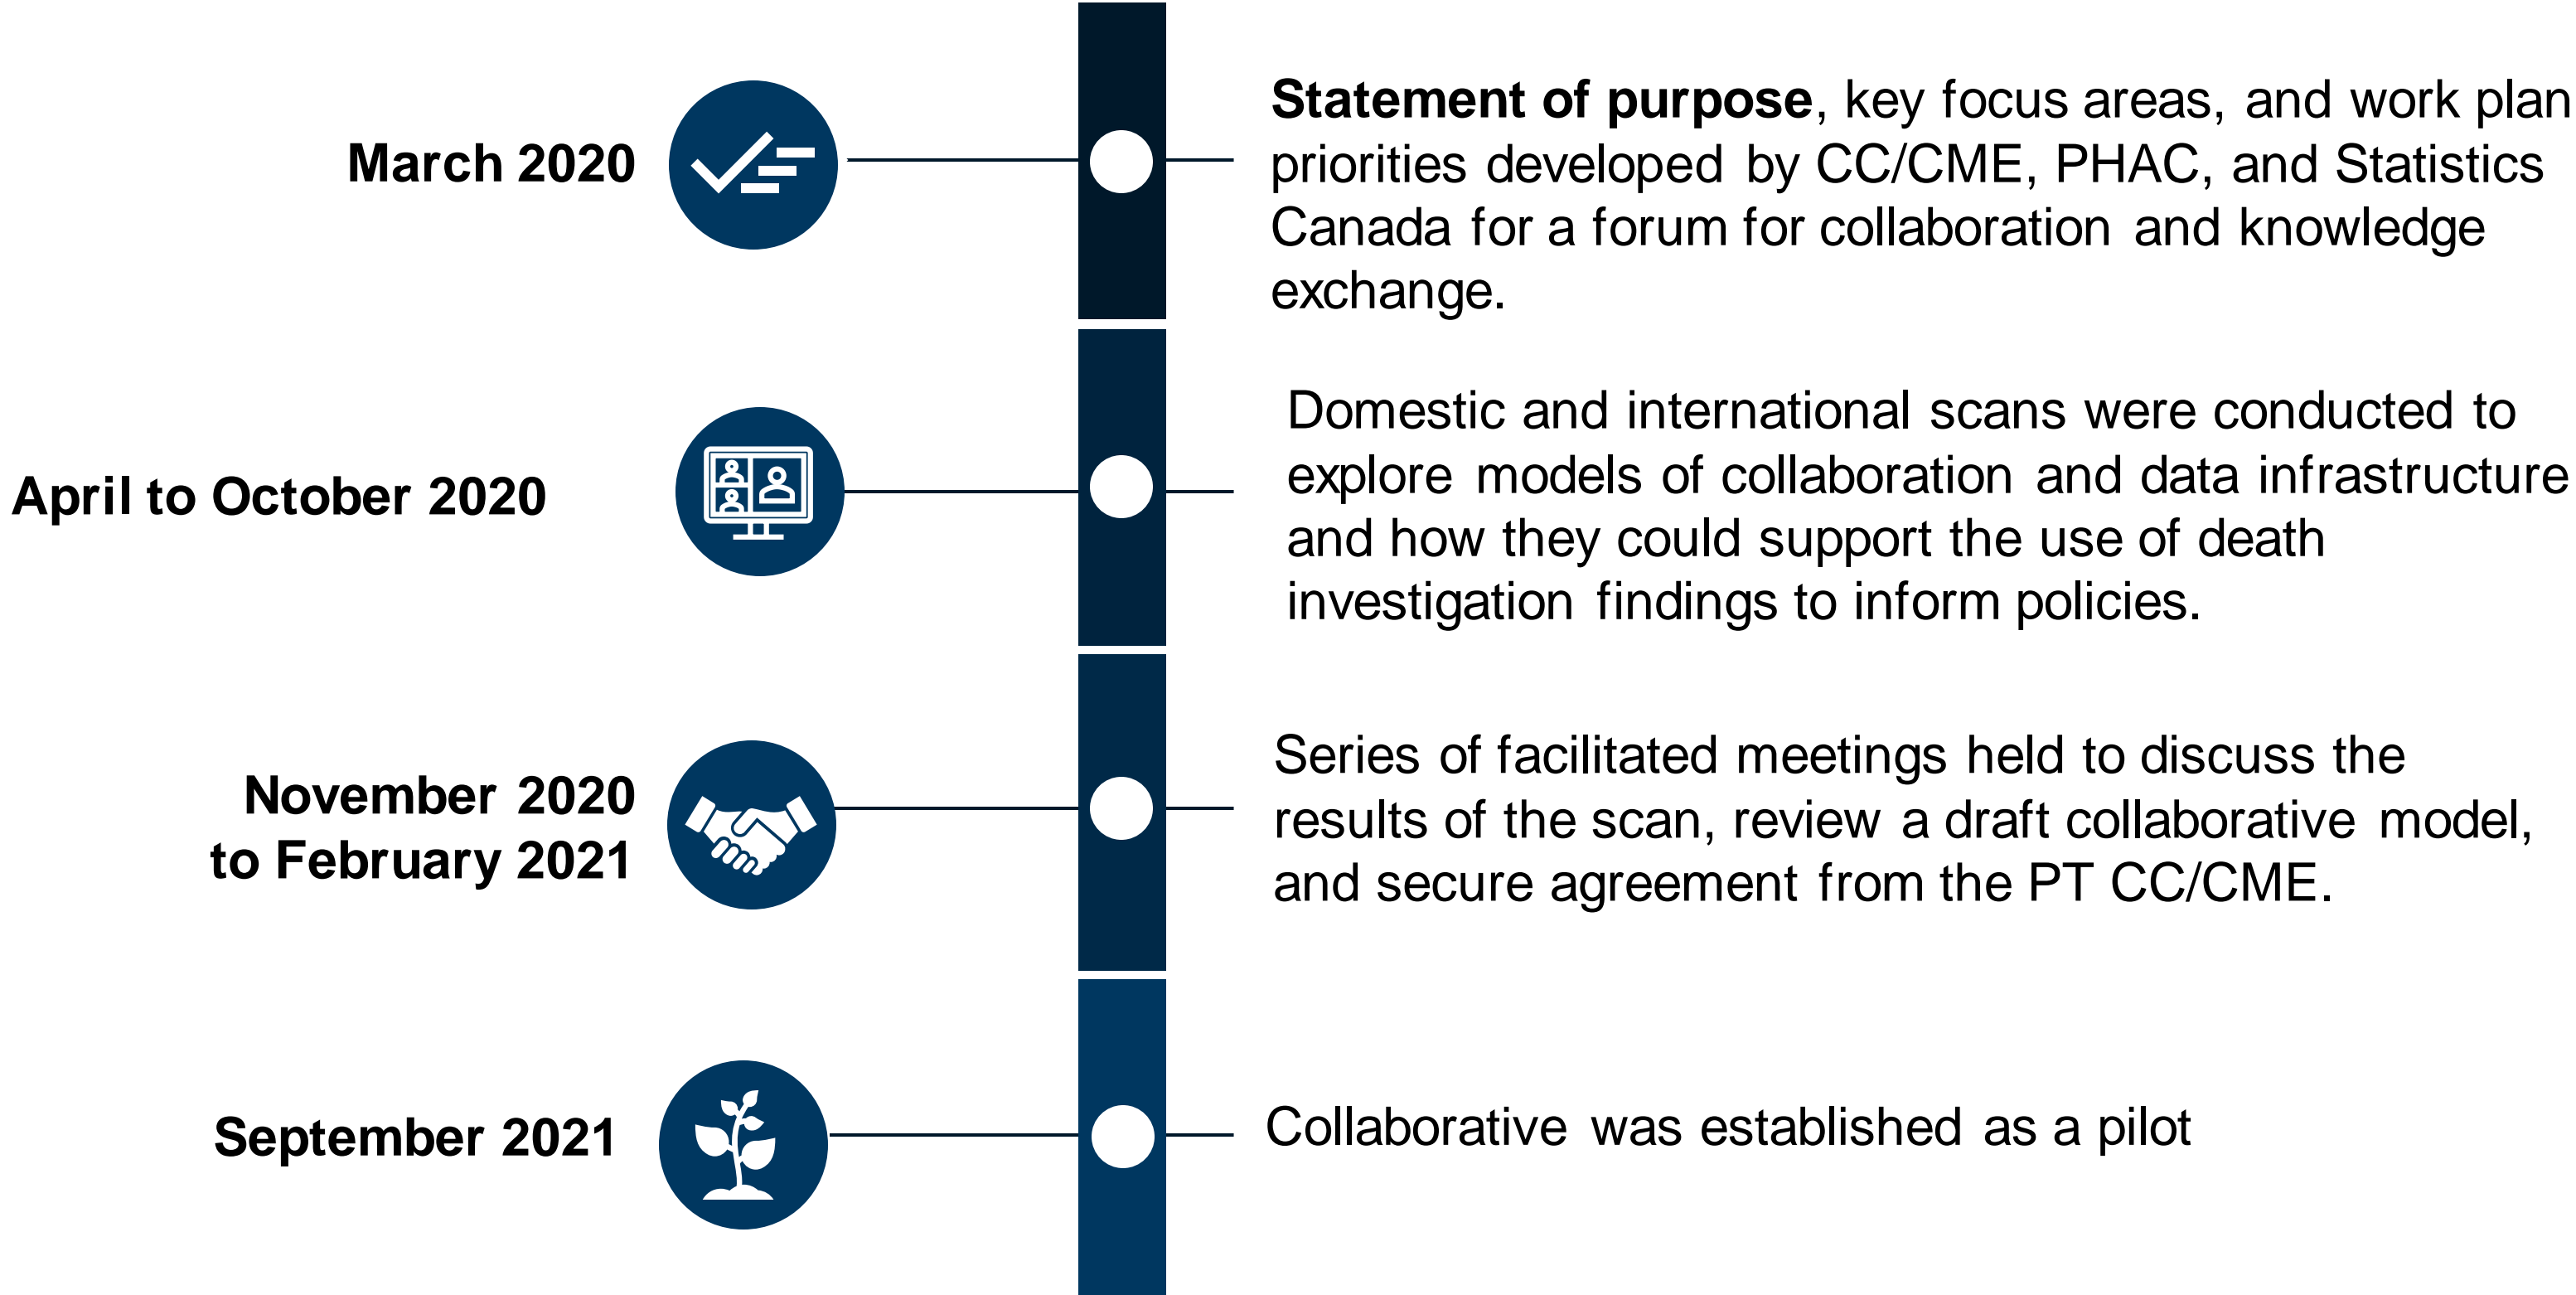 March 2020
Statement of purpose, key focus areas, and work plan
priorities developed by CC/CME, PHAC, and Statistics
Canada for a forum for collaboration and knowledge
exchange.
April to October 2020
Domestic and international scans were conducted to
explore models of collaboration and data infrastructure
and how they could support the use of death
investigation findings to inform policies.
November 2020
to February 2021
Series of facilitated meetings held to discuss the
results of the scan, review a draft collaborative model,
and secure agreement from the PT CC/CME.
September 2021
Collaborative was established as a pilot